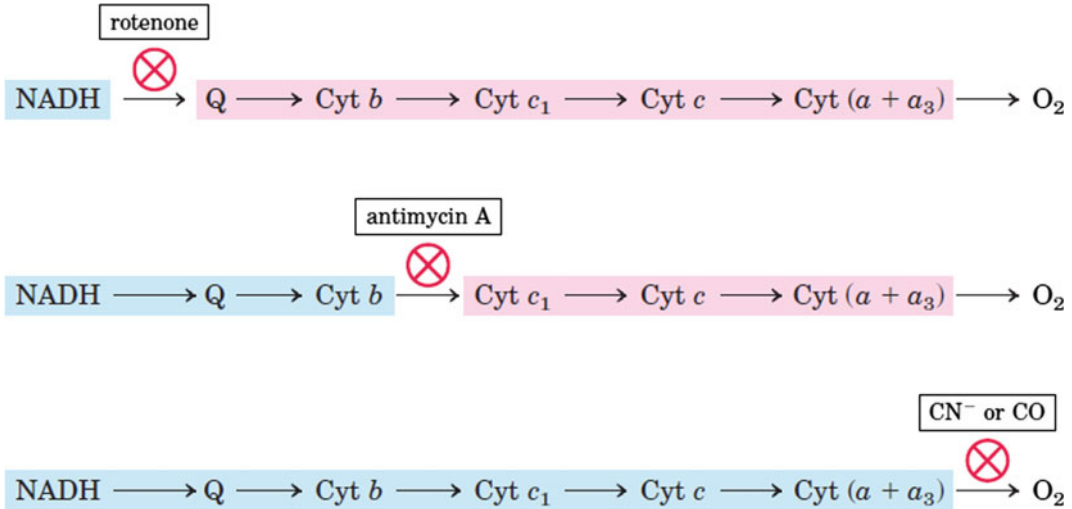 rotenone
NADH → Q → Cyt b → Cyt c₁ → Cyt c → Cyt (a + a₃) → O₂
antimycin A
NADH → Q → Cyt b → Cyt c₁ → Cyt c → Cyt (a + a₃) → O₂
CN⁻ or CO
NADH → Q → Cyt b → Cyt c₁ → Cyt c → Cyt (a + a₃) → O₂